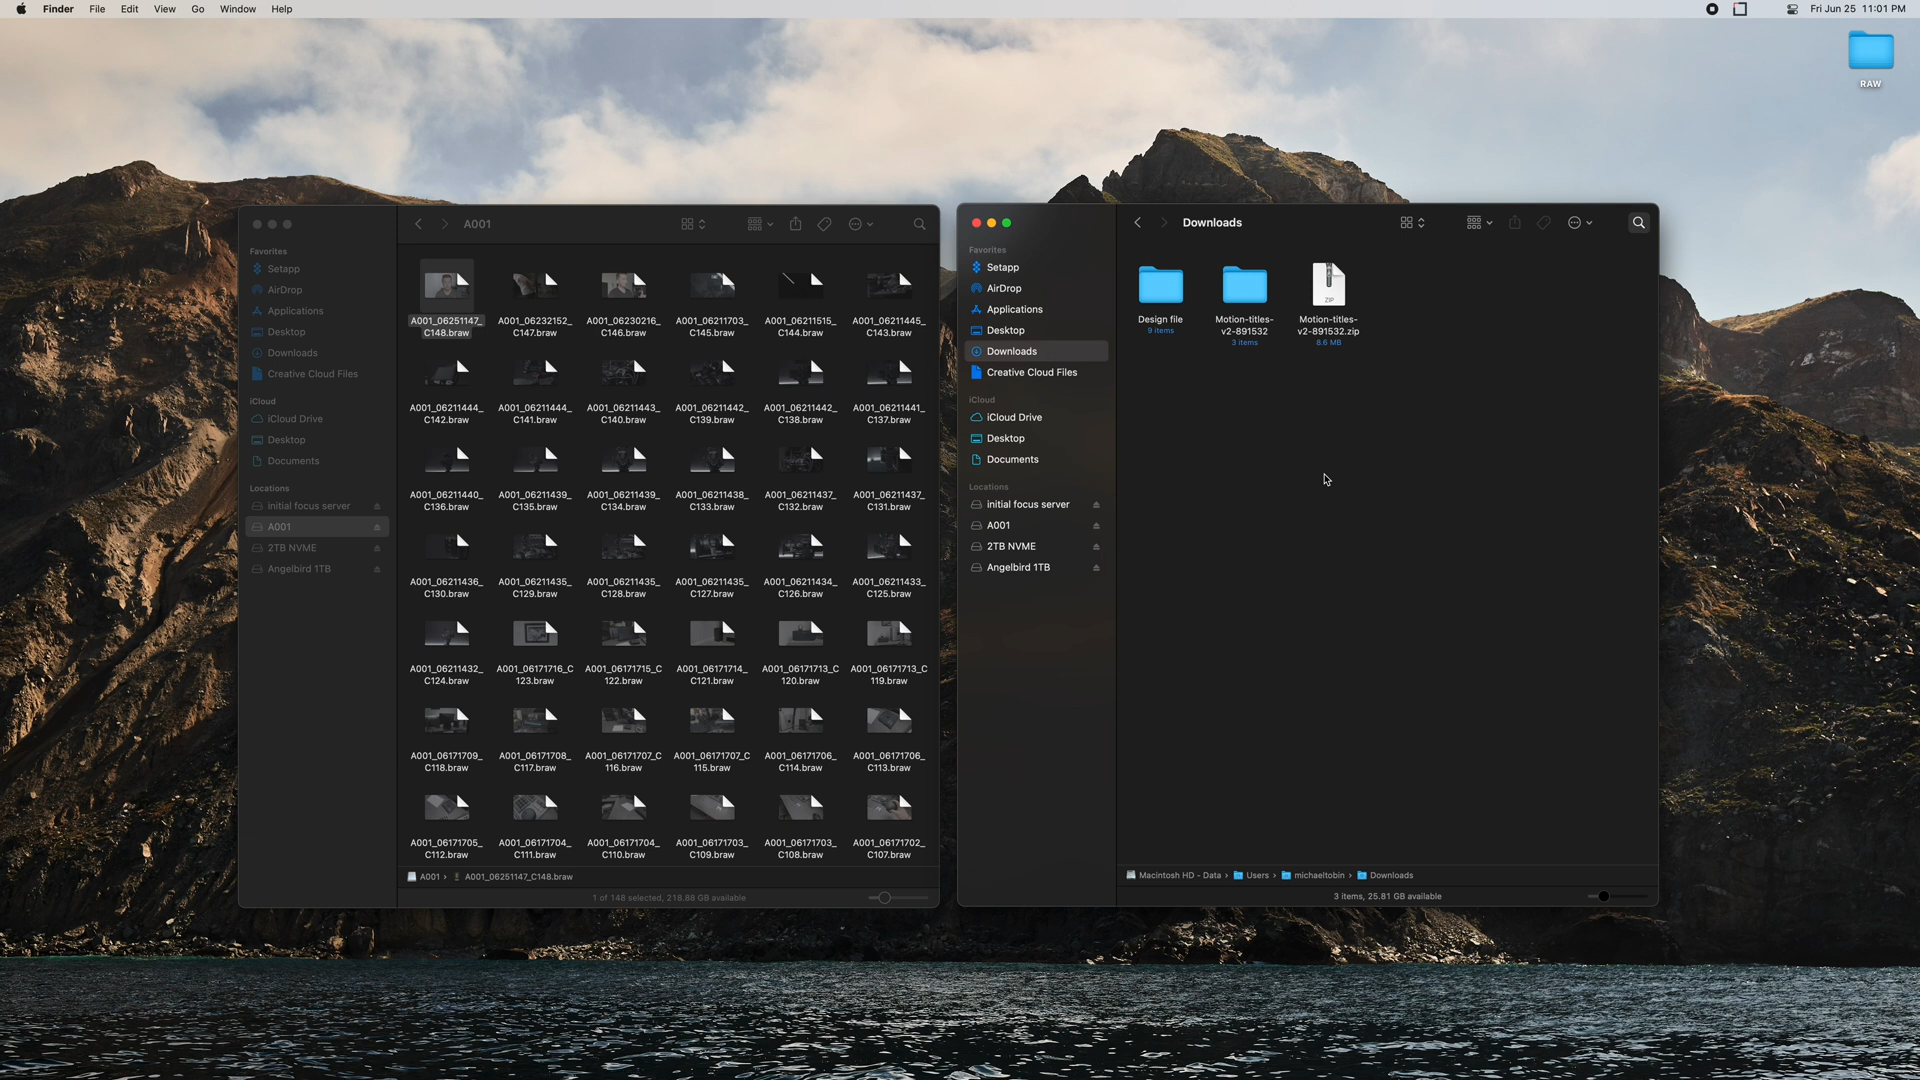 Finder File Edit View Go Window Help
Fri Jun 25 11:01 PM
RAW
A001
Favorites
Setapp
AirDrop
Applications
Desktop
Downloads
Creative Cloud Files
iCloud
iCloud Drive
Desktop
Documents
Locations
initial focus server
A001
2TB NVME
Angelbird 1TB
A001_06251147_
C148.braw
A001_06232152_
C147.braw
A001_06230216_
C146.braw
A001_06211703_
C145.braw
A001_06211515_
C144.braw
A001_06211445_
C143.braw
A001_06211444_
C142.braw
A001_06211444_
C141.braw
A001_06211443_
C140.braw
A001_06211442_
C139.braw
A001_06211442_
C138.braw
A001_06211441_
C137.braw
A001_06211440_
C136.braw
A001_06211439_
C135.braw
A001_06211439_
C134.braw
A001_06211438_
C133.braw
A001_06211437_
C132.braw
A001_06211437_
C131.braw
A001_06211436_
C130.braw
A001_06211435_
C129.braw
A001_06211435_
C128.braw
A001_06211435_
C127.braw
A001_06211434_
C126.braw
A001_06211433_
C125.braw
A001_06211432_
C124.braw
A001_06171716_C
123.braw
A001_06171715_C
122.braw
A001_06171714_
C121.braw
A001_06171713_C
120.braw
A001_06171713_C
119.braw
A001_06171709_
C118.braw
A001_06171708_
C117.braw
A001_06171707_C
116.braw
A001_06171707_C
115.braw
A001_06171706_
C114.braw
A001_06171706_
C113.braw
A001_06171705_
C112.braw
A001_06171704_
C111.braw
A001_06171704_
C110.braw
A001_06171703_
C109.braw
A001_06171703_
C108.braw
A001_06171702_
C107.braw
A001 › A001_06251147_C148.braw
1 of 148 selected, 218.88 GB available
Downloads
Favorites
Setapp
AirDrop
Applications
Desktop
Downloads
Creative Cloud Files
iCloud
iCloud Drive
Desktop
Documents
Locations
initial focus server
A001
2TB NVME
Angelbird 1TB
Design file
9 items
Motion-titles-
v2-891532
3 items
ZIP
Motion-titles-
v2-891532.zip
8.6 MB
Macintosh HD - Data › Users › michaeltobin › Downloads
3 items, 25.81 GB available